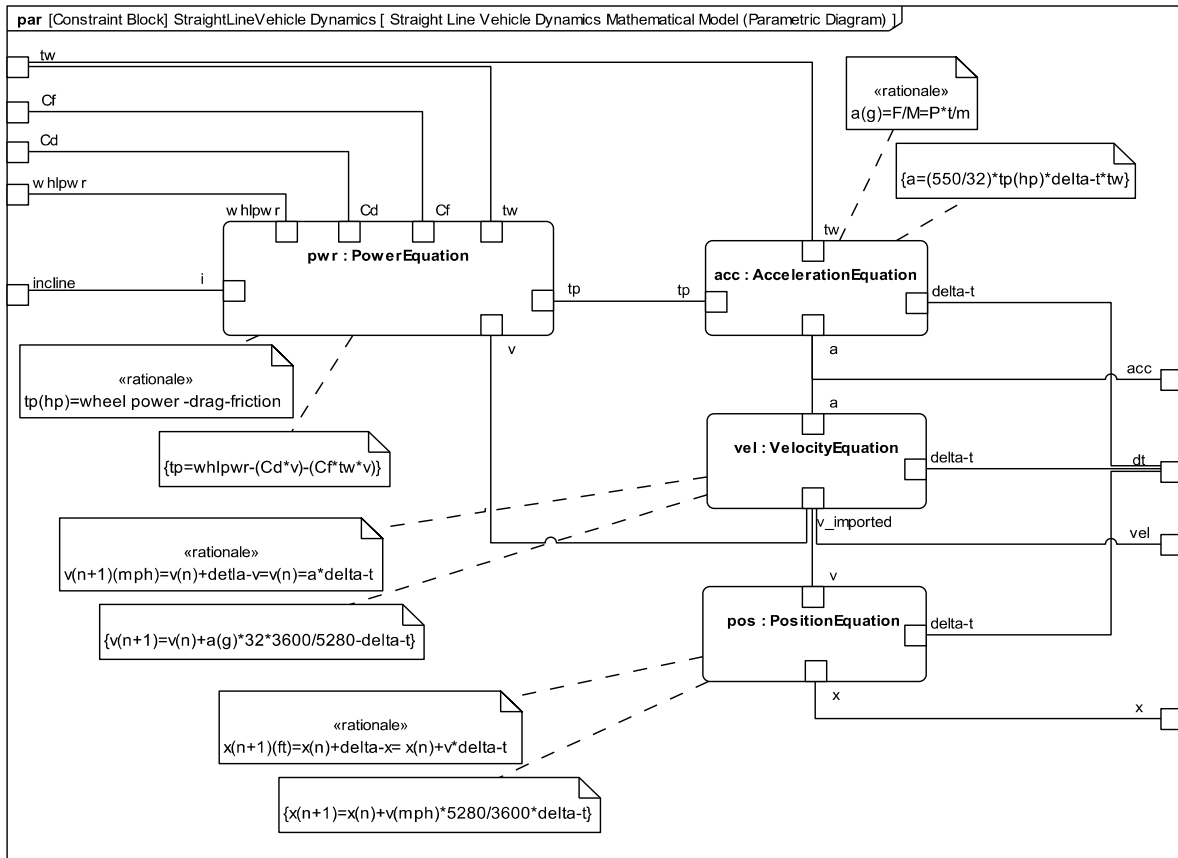 par [Constraint Block] StraightLineVehicle Dynamics [ Straight Line Vehicle Dynamics Mathematical Model (Parametric Diagram) ]
tw
Cf
Cd
whlpwr
incline
whlpwr
Cd
Cf
tw
i
pwr : PowerEquation
tp
v
«rationale»
a(g)=F/M=P*t/m
{a=(550/32)*tp(hp)*delta-t*tw}
tw
acc : AccelerationEquation
tp
delta-t
a
acc
«rationale»
tp(hp)=wheel power -drag-friction
{tp=whlpwr-(Cd*v)-(Cf*tw*v)}
a
vel : VelocityEquation
delta-t
dt
v_imported
vel
«rationale»
v(n+1)(mph)=v(n)+detla-v=v(n)=a*delta-t
{v(n+1)=v(n)+a(g)*32*3600/5280-delta-t}
v
pos : PositionEquation
delta-t
x
x
«rationale»
x(n+1)(ft)=x(n)+delta-x= x(n)+v*delta-t
{x(n+1)=x(n)+v(mph)*5280/3600*delta-t}